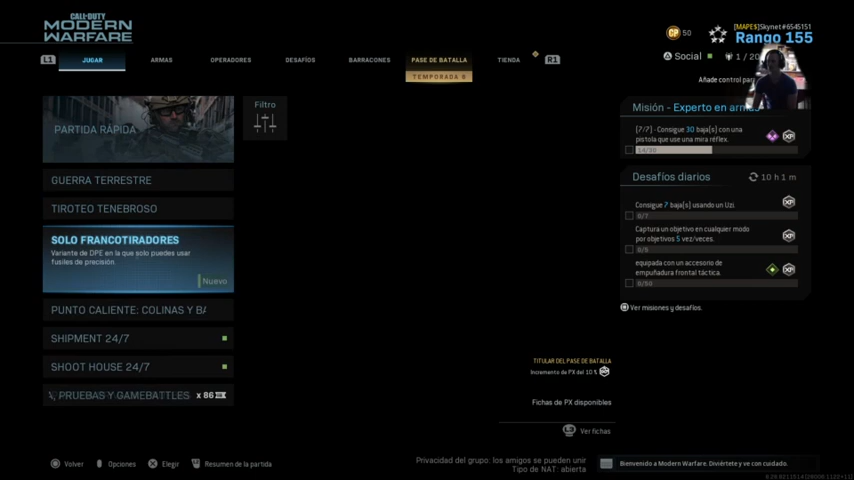 CALL OF DUTY
MODERN
WARFARE
CP 50
[MAPES]Skynet#6545151
Rango 155
Social
1 / 20
Añade control par
L1
JUGAR
ARMAS
OPERADORES
DESAFÍOS
BARRACONES
PASE DE BATALLA
TEMPORADA 6
TIENDA
R1
PARTIDA RÁPIDA
Filtro
GUERRA TERRESTRE
TIROTEO TENEBROSO
SOLO FRANCOTIRADORES
Variante de DPE en la que solo puedes usar
fusiles de precisión.
Nuevo
PUNTO CALIENTE: COLINAS Y BA
SHIPMENT 24/7
SHOOT HOUSE 24/7
, PRUEBAS Y GAMEBATTLES x 86
Misión - Experto en armas
[7/7] - Consigue 30 baja(s) con una
pistola que use una mira réflex.
14/30
Desafíos diarios
10 h 1 m
Consigue 7 baja(s) usando un Uzi.
0/7
Captura un objetivo en cualquier modo
por objetivos 5 vez/veces.
0/5
equipada con un accesorio de
empuñadura frontal táctica.
0/50
Ver misiones y desafíos.
TITULAR DEL PASE DE BATALLA
Incremento de PX del 10 %
Fichas de PX disponibles
Ver fichas
Volver
Opciones
Elegir
Resumen de la partida
Privacidad del grupo: los amigos se pueden unir
Tipo de NAT: abierta
Bienvenido a Modern Warfare. Diviértete y ve con cuidado.